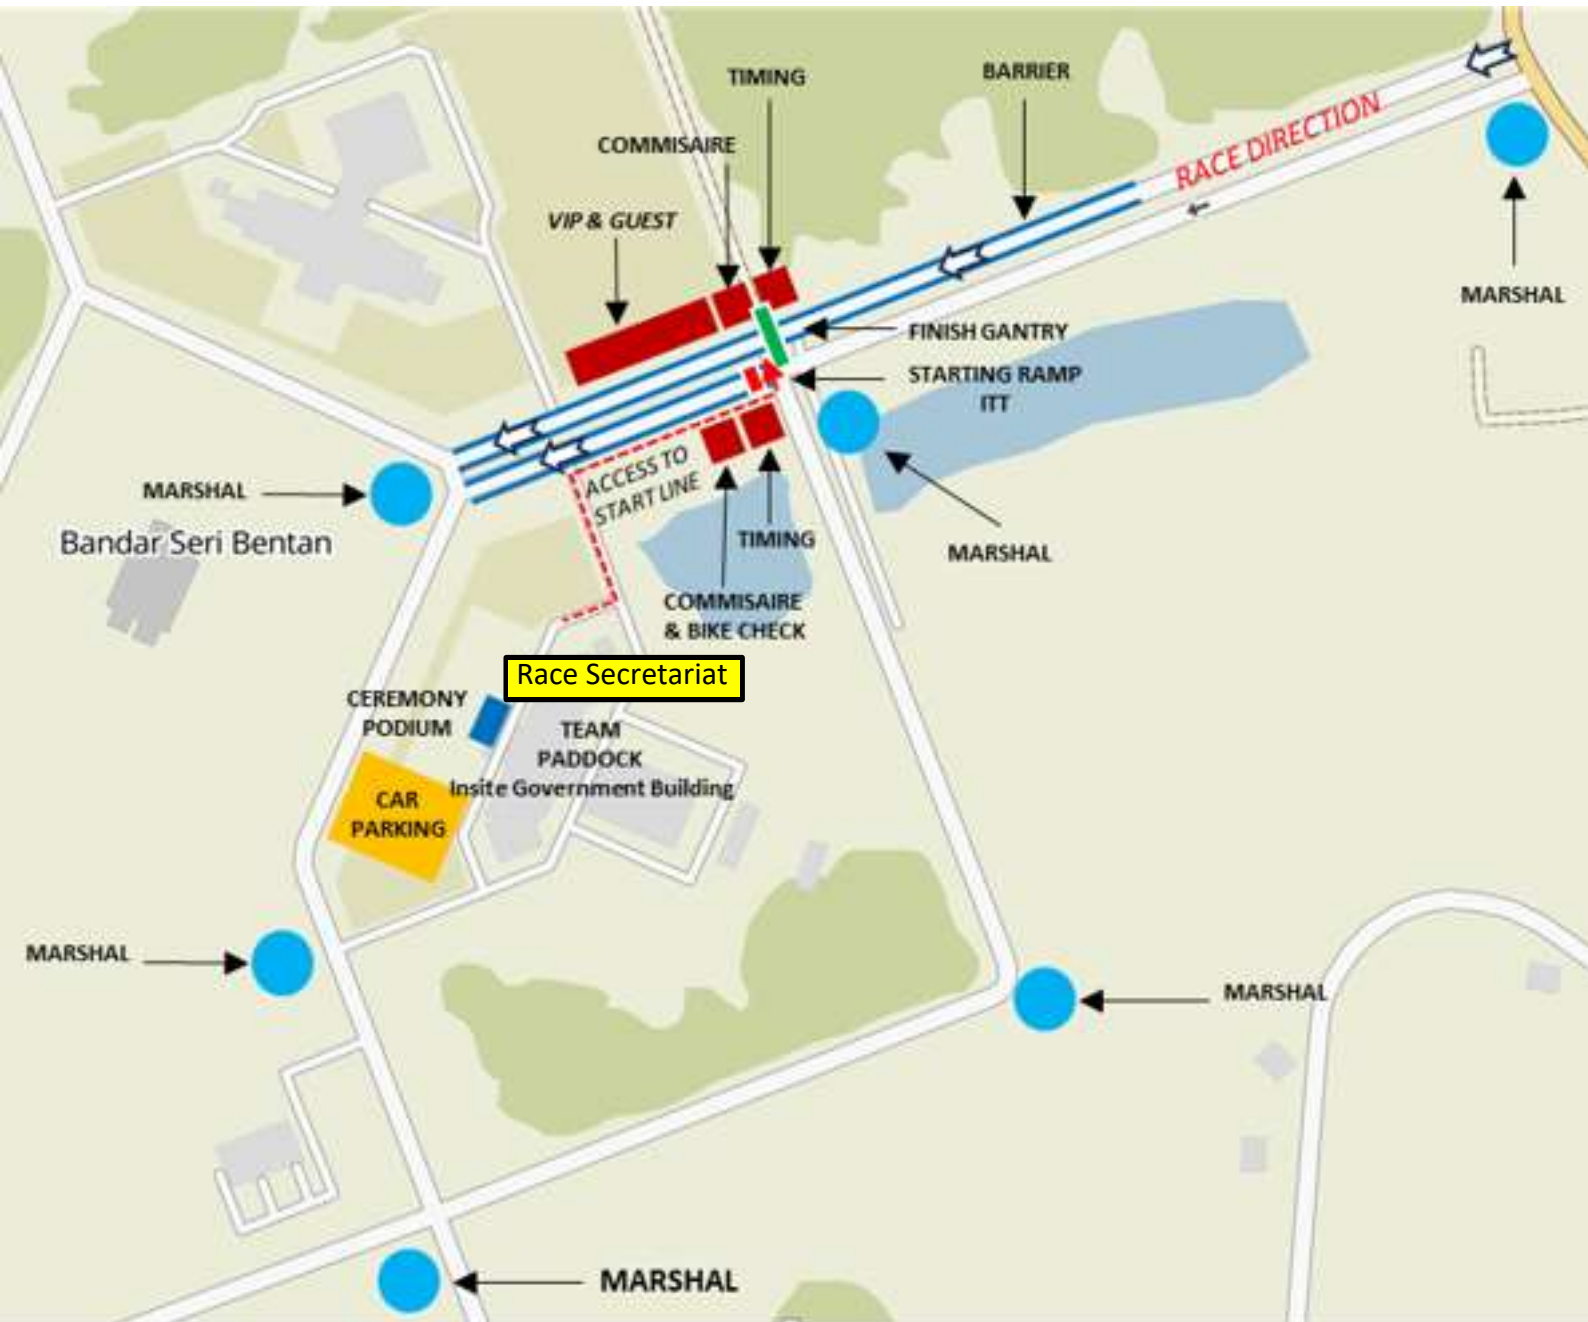 TIMING
BARRIER
RACE DIRECTION
COMMISAIRE
VIP & GUEST
MARSHAL
FINISH GANTRY
STARTING RAMP
ITT
ACCESS TO
START LINE
MARSHAL
Bandar Seri Bentan
TIMING
MARSHAL
COMMISAIRE
& BIKE CHECK
Race Secretariat
CEREMONY
PODIUM
TEAM
PADDOCK
Insite Government Building
CAR
PARKING
MARSHAL
MARSHAL
MARSHAL